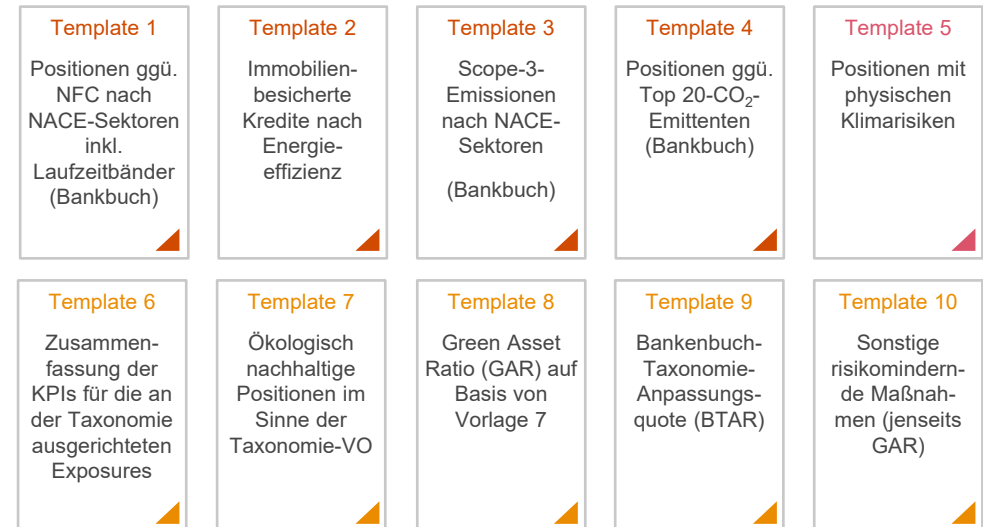 Template 1
Positionen ggü.
NFC nach
NACE-Sektoren
inkl.
Laufzeitbänder
(Bankbuch)
Template 2
Immobilien-
besicherte
Kredite nach
Energie-
effizienz
Template 3
Scope-3-
Emissionen
nach NACE-
Sektoren
(Bankbuch)
Template 4
Positionen ggü.
Top 20-CO₂-
Emittenten
(Bankbuch)
Template 5
Positionen mit
physischen
Klimarisiken
Template 6
Zusammen-
fassung der
KPIs für die an
der Taxonomie
ausgerichteten
Exposures
Template 7
Ökologisch
nachhaltige
Positionen im
Sinne der
Taxonomie-VO
Template 8
Green Asset
Ratio (GAR) auf
Basis von
Vorlage 7
Template 9
Bankenbuch-
Taxonomie-
Anpassungs-
quote (BTAR)
Template 10
Sonstige
risikomindern-
de Maßnah-
men (jenseits
GAR)